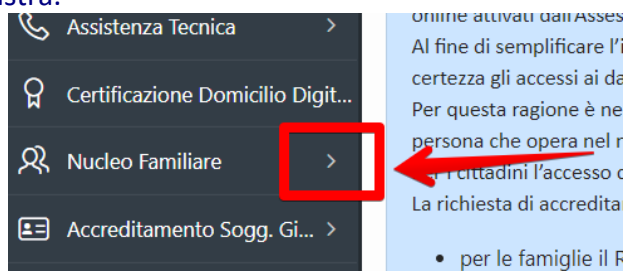 Assistenza Tecnica
Certificazione Domicilio Digit...
Nucleo Familiare
Accreditamento Sogg. Gi...
online attivati dall'Asses
Al fine di semplificare l'i
certezza gli accessi ai da
Per questa ragione è ne
persona che opera nel
cittadini l'accesso
La richiesta di accredita
• per le famiglie il R